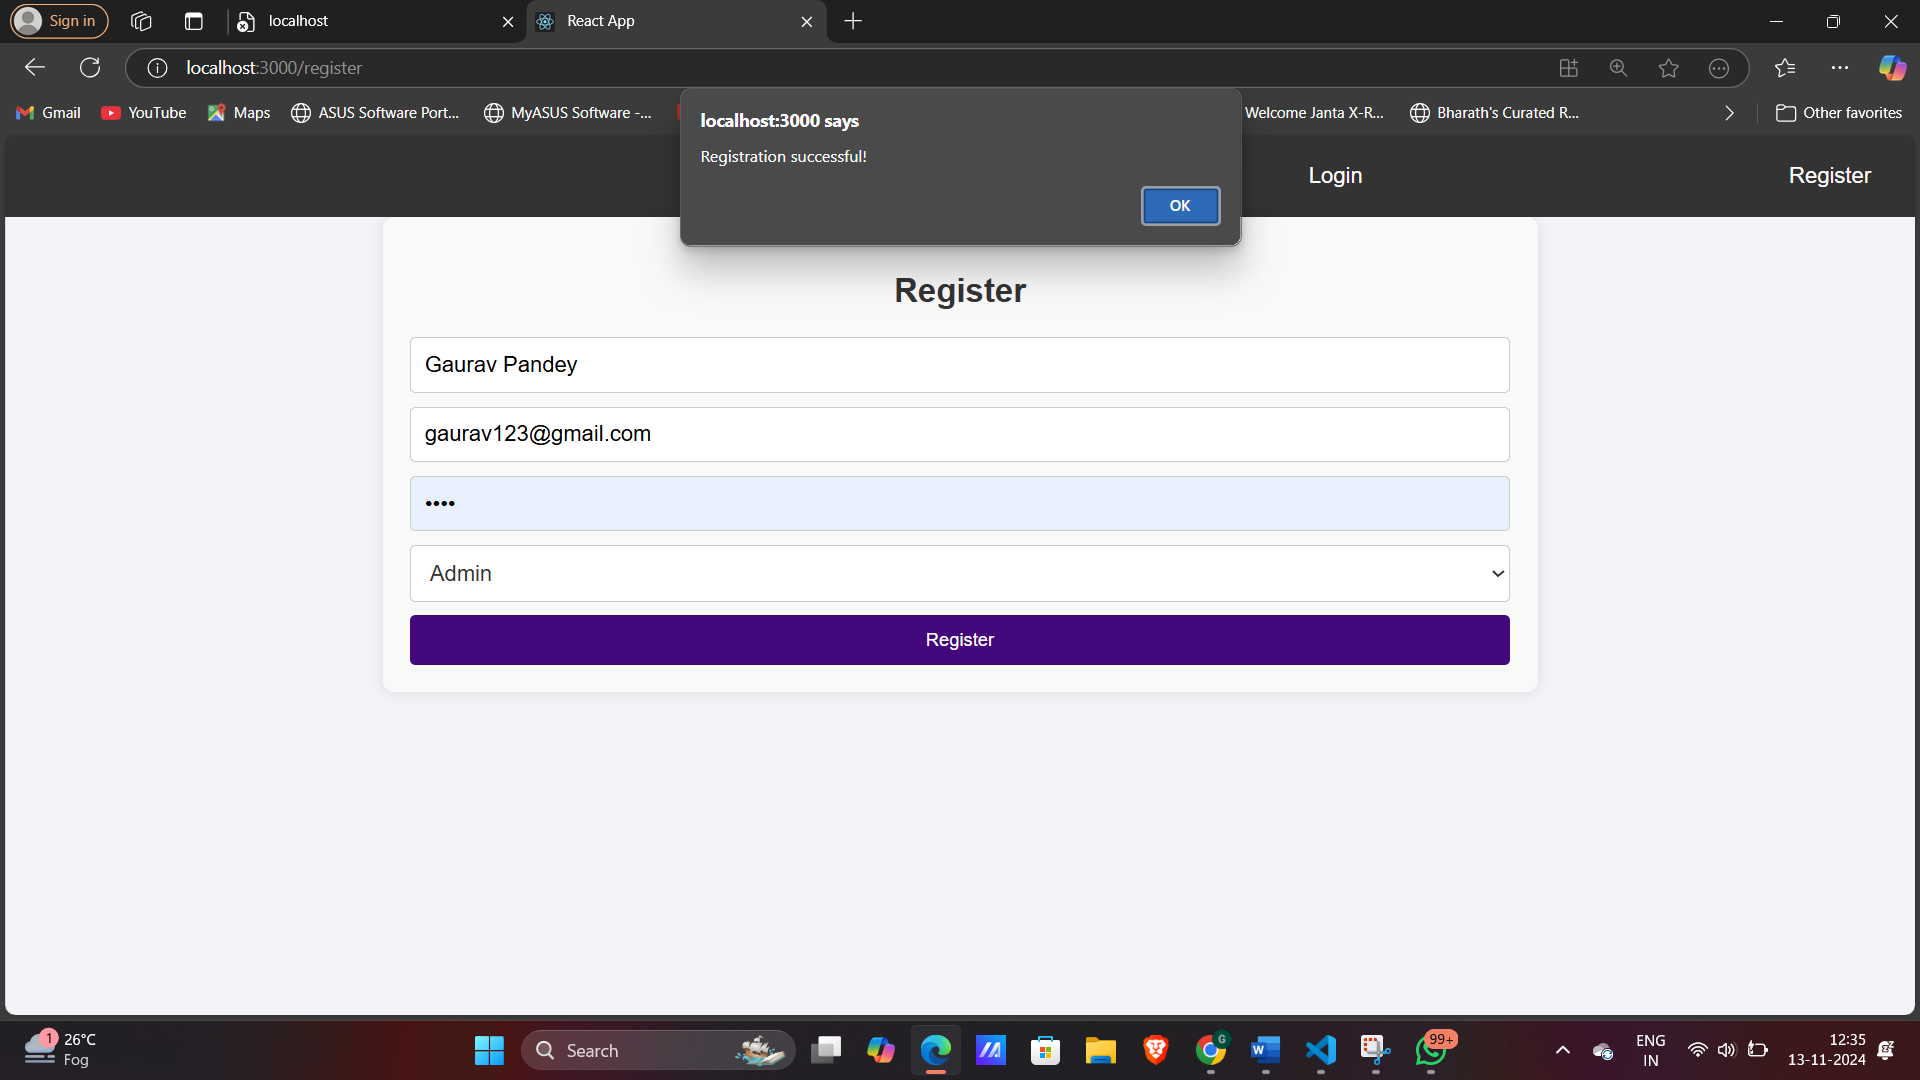 Sign in
localhost
React App
localhost:3000/register
Gmail
YouTube
Maps
ASUS Software Port...
MyASUS Software -...
Welcome Janta X-R...
Bharath's Curated R...
Other favorites
localhost:3000 says
Registration successful!
OK
Login
Register
Register
Gaurav Pandey
gaurav123@gmail.com
••••
Admin
Register
1
26°C
Fog
Search
G
W
99+
ENG
IN
12:35
13-11-2024